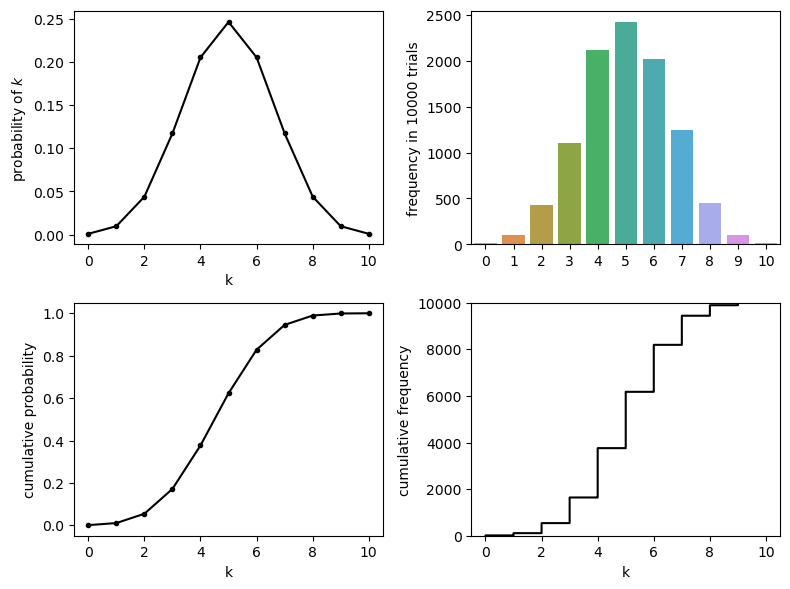 probability of k
0.25
0.20
0.15
0.10
0.05
0.00
0 2 4 6 8 10
k
frequency in 10000 trials
2500
2000
1500
1000
500
0
0 1 2 3 4 5 6 7 8 9 10
cumulative probability
1.0
0.8
0.6
0.4
0.2
0.0
0 2 4 6 8 10
k
cumulative frequency
10000
8000
6000
4000
2000
0
0 2 4 6 8 10
k